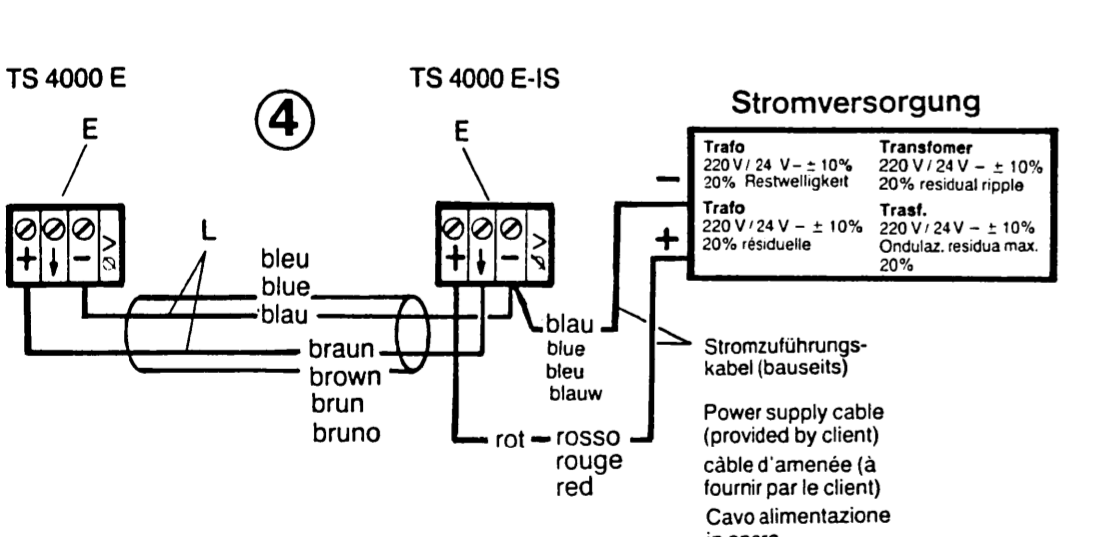 TS 4000 E
TS 4000 E-IS
4
Stromversorgung
E
E
Trafo
220 V / 24 V– ± 10%
20% Restwelligkeit
Transfomer
220 V / 24 V – ± 10%
20% residual ripple
Trafo
220 V / 24 V – ± 10%
20% résiduelle
Trasf.
220 V / 24 V – ± 10%
Ondulaz. residua max.
20%
–
+
L
+ ↓ – ø V
+ ↓ – ø V
bleu
blue
blau
braun
brown
brun
bruno
blau
blue
bleu
blauw
rot – rosso
rouge
red
Stromzuführungs-
kabel (bauseits)
Power supply cable
(provided by client)
càble d'amenée (à
fournir par le client)
Cavo alimentazione